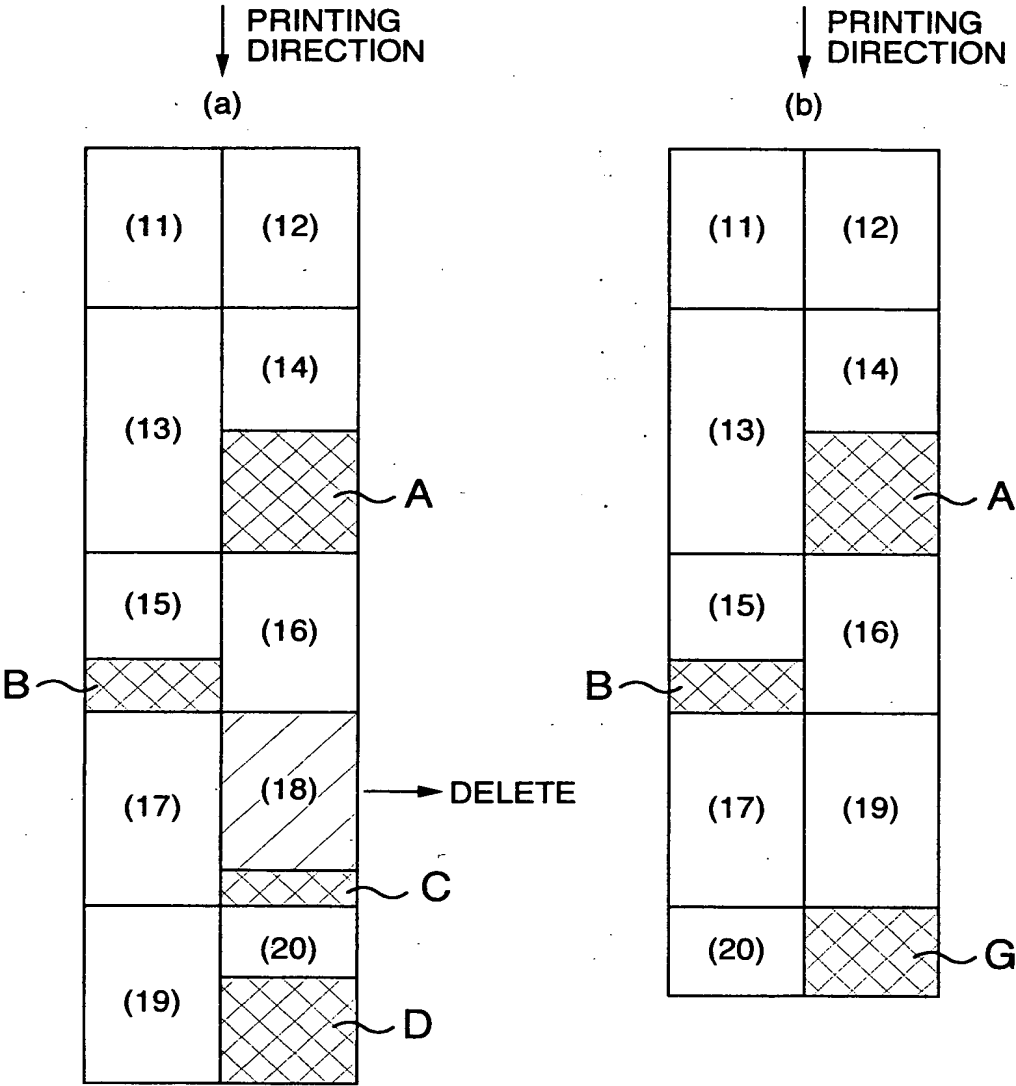 PRINTING
DIRECTION
(a)
(11) (12)
(14)
(13)
A
(15)
(16)
B
(17) (18) DELETE
C
(20)
(19)
D
PRINTING
DIRECTION
(b)
(11) (12)
(14)
(13)
A
(15)
(16)
B
(17) (19)
(20) G